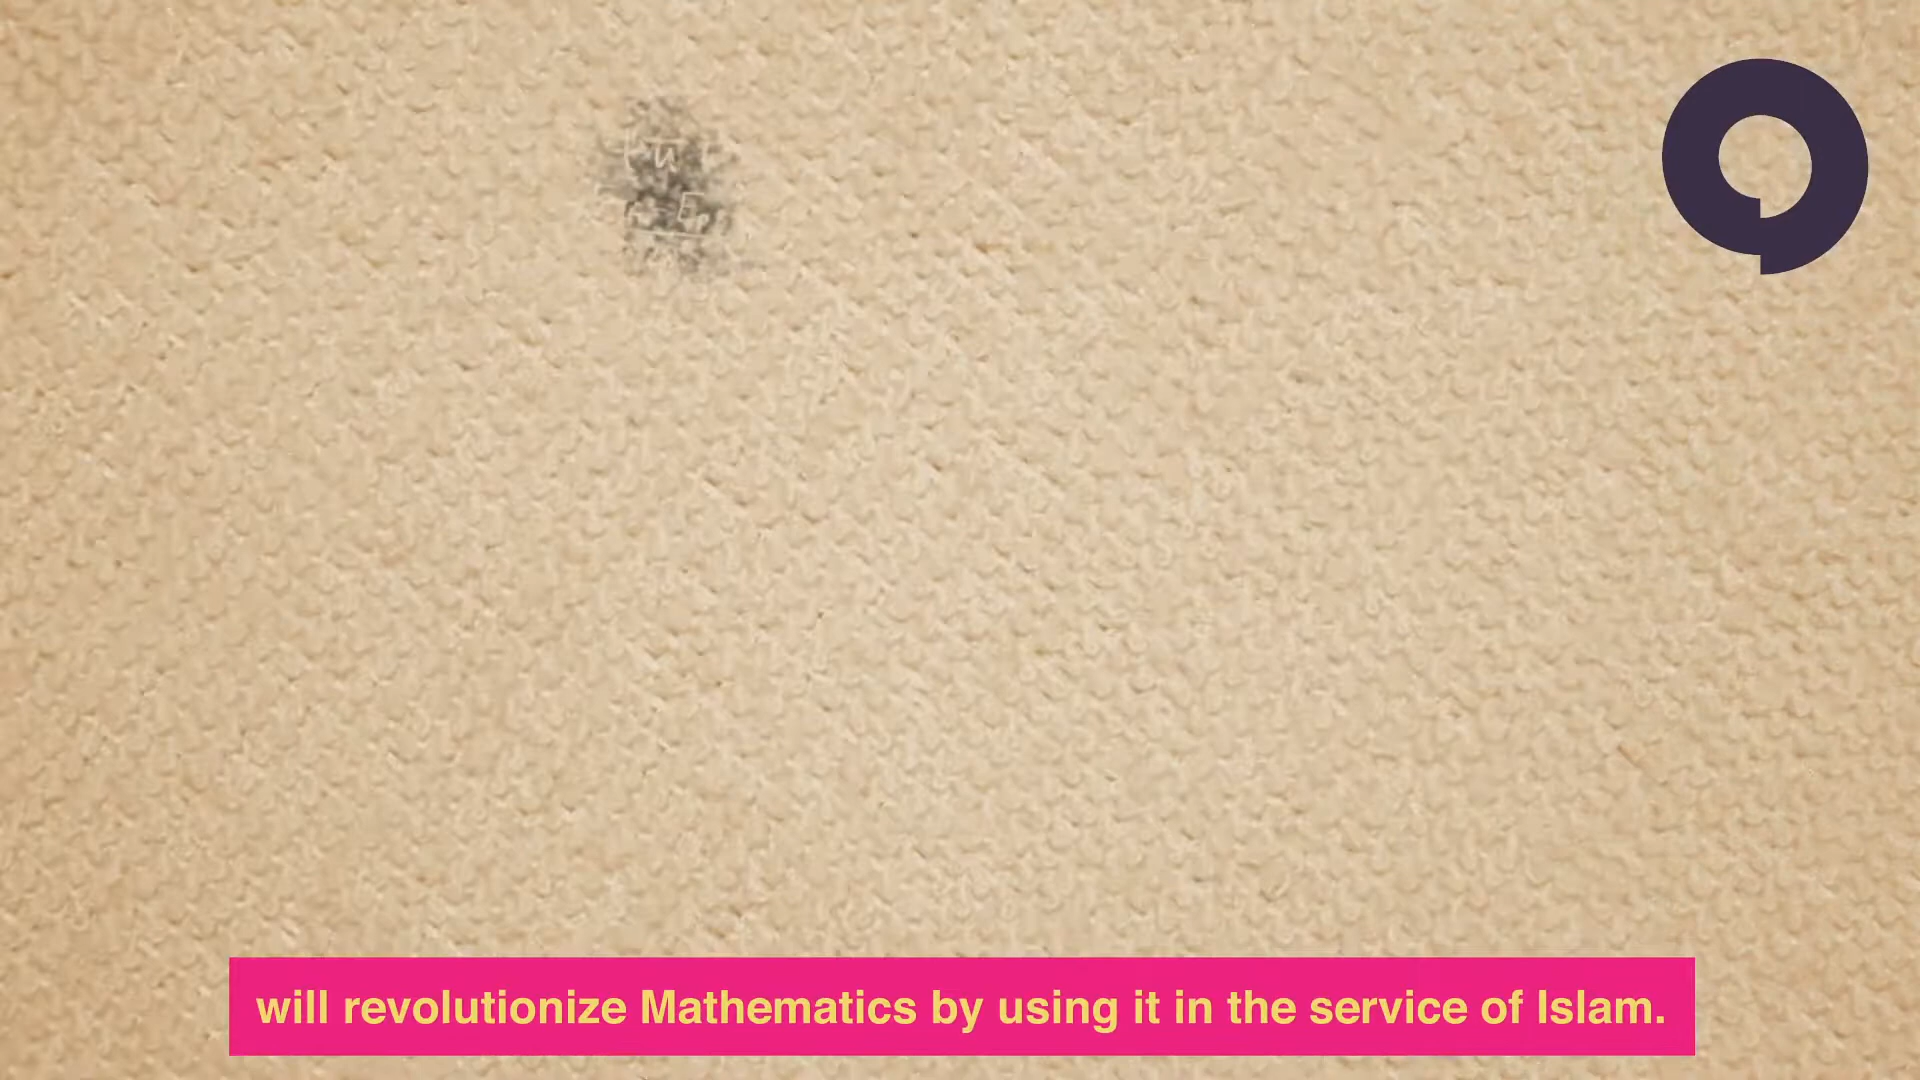 will revolutionize Mathematics by using it in the service of Islam.